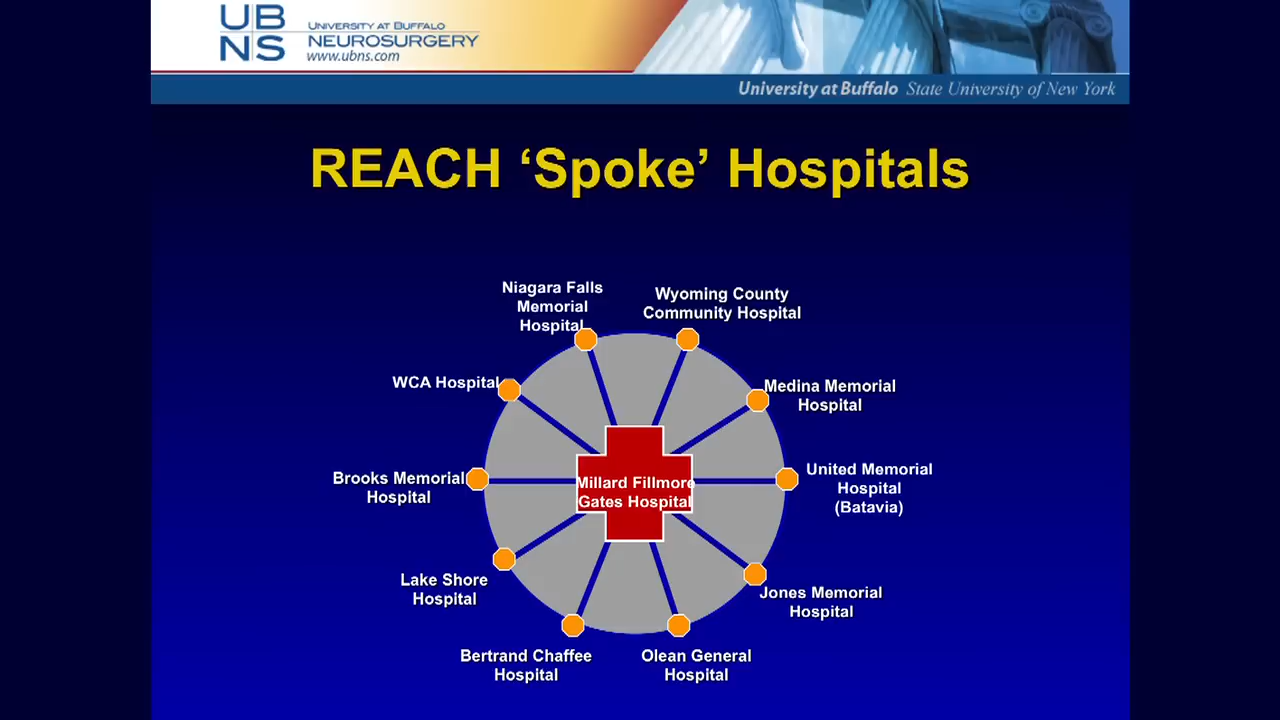 UB
NS
UNIVERSITY AT BUFFALO
NEUROSURGERY
www.ubns.com
University at Buffalo State University of New York
REACH ‘Spoke’ Hospitals
Niagara Falls
Memorial
Hospital
Wyoming County
Community Hospital
WCA Hospital
Medina Memorial
Hospital
Brooks Memorial
Hospital
Millard Fillmore
Gates Hospital
United Memorial
Hospital
(Batavia)
Lake Shore
Hospital
Jones Memorial
Hospital
Bertrand Chaffee
Hospital
Olean General
Hospital